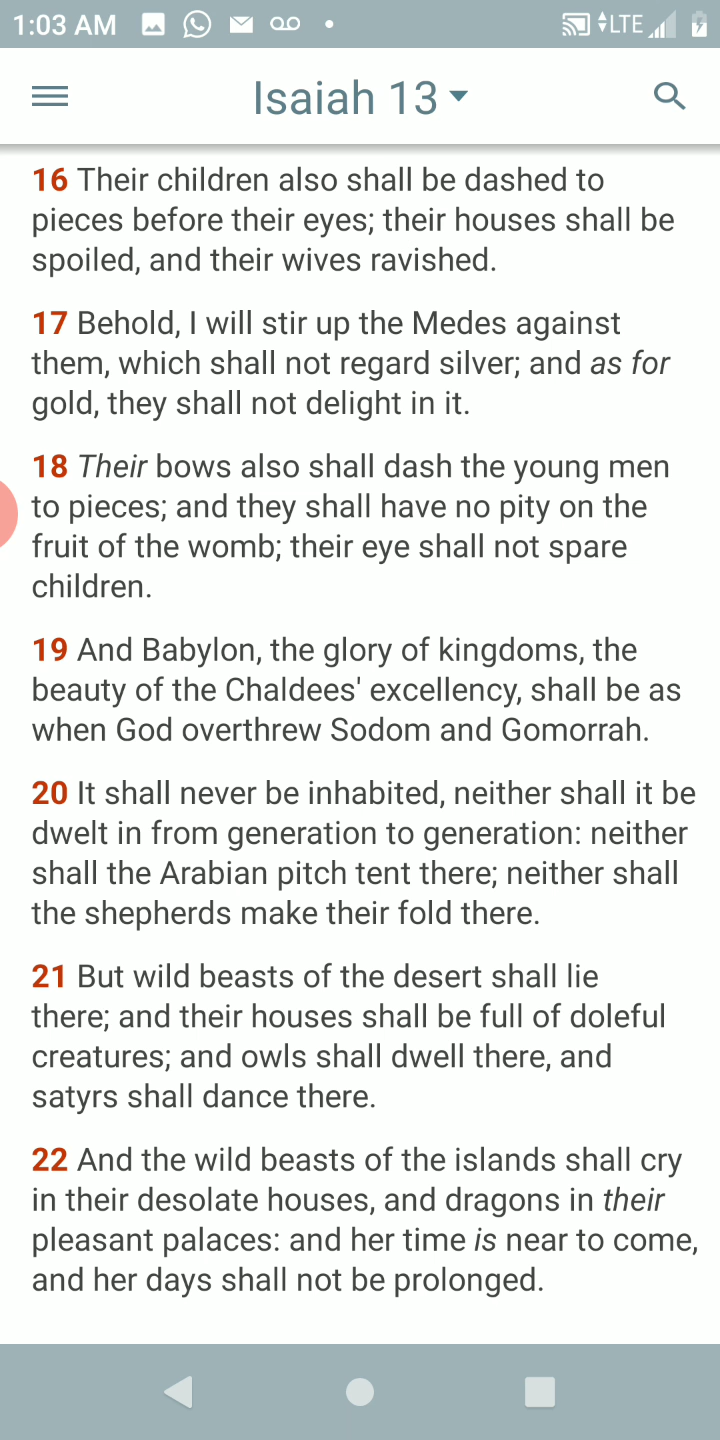 1:03 AM LTE
Isaiah 13
16 Their children also shall be dashed to
pieces before their eyes; their houses shall be
spoiled, and their wives ravished.
17 Behold, I will stir up the Medes against
them, which shall not regard silver; and as for
gold, they shall not delight in it.
18 Their bows also shall dash the young men
to pieces; and they shall have no pity on the
fruit of the womb; their eye shall not spare
children.
19 And Babylon, the glory of kingdoms, the
beauty of the Chaldees' excellency, shall be as
when God overthrew Sodom and Gomorrah.
20 It shall never be inhabited, neither shall it be
dwelt in from generation to generation: neither
shall the Arabian pitch tent there; neither shall
the shepherds make their fold there.
21 But wild beasts of the desert shall lie
there; and their houses shall be full of doleful
creatures; and owls shall dwell there, and
satyrs shall dance there.
22 And the wild beasts of the islands shall cry
in their desolate houses, and dragons in their
pleasant palaces: and her time is near to come,
and her days shall not be prolonged.